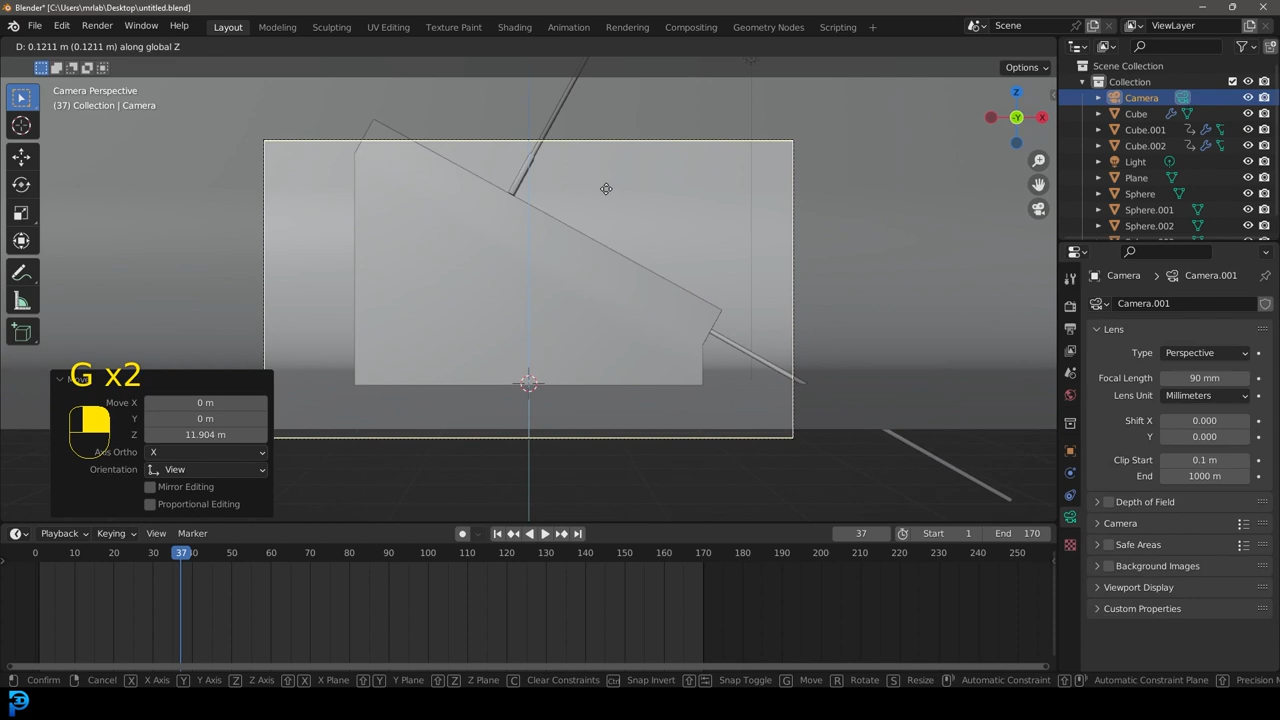 Blender* [C:\Users\mrlab\Desktop\untitled.blend]
File Edit Render Window Help Layout Modeling Sculpting UV Editing Texture Paint Shading Animation Rendering Compositing Geometry Nodes Scripting Scene ViewLayer
D: 0.1211 m (0.1211 m) along global Z
Options
Camera Perspective
(37) Collection | Camera
Z
-Y X
Scene Collection
Collection
Camera
Cube
Cube.001
Cube.002
Light
Plane
Sphere
Sphere.001
Sphere.002
Camera > Camera.001
Camera.001
Lens
Type Perspective
Focal Length 90 mm
Lens Unit Millimeters
Shift X 0.000
Y 0.000
Clip Start 0.1 m
End 1000 m
Depth of Field
Camera
Safe Areas
Background Images
Viewport Display
Custom Properties
G x2
Move X 0 m
Y 0 m
Z 11.904 m
Axis Ortho X
Orientation View
Mirror Editing
Proportional Editing
Playback Keying View Marker 37 Start 1 End 170
0 10 20 30 37 40 50 60 70 80 90 100 110 120 130 140 150 160 170 180 190 200 210 220 230 240 250
Confirm Cancel X X Axis Y Y Axis Z Z Axis X X Plane Y Y Plane Z Z Plane C Clear Constraints Ctrl Snap Invert Snap Toggle G Move R Rotate S Resize Automatic Constraint Automatic Constraint Plane Precision M